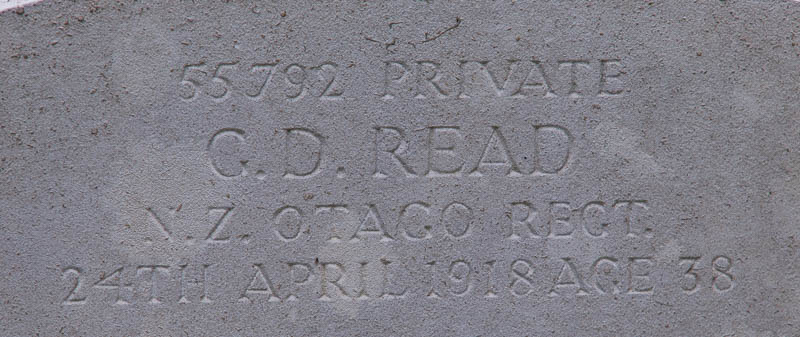 55792 PRIVATE
G.D. READ
N.Z. OTAGO REGT.
24TH APRIL 1918 AGE 38